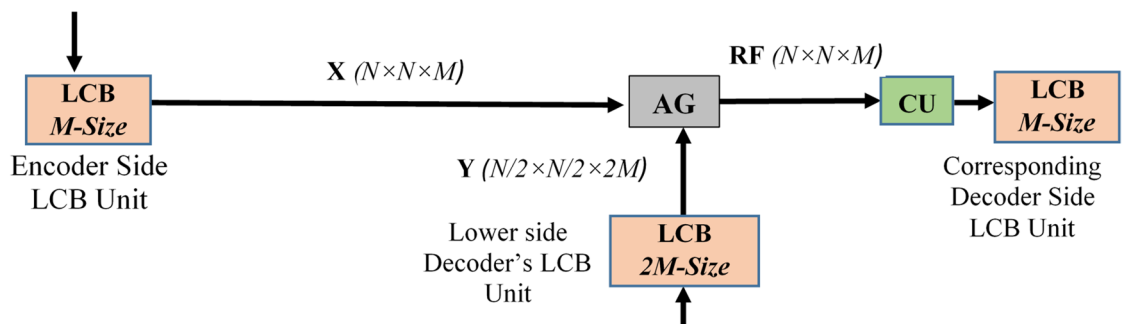 LCB
M-Size
Encoder Side
LCB Unit
X (N×N×M)
AG
RF (N×N×M)
CU
LCB
M-Size
Corresponding
Decoder Side
LCB Unit
Y (N/2×N/2×2M)
Lower side
Decoder’s LCB
Unit
LCB
2M-Size